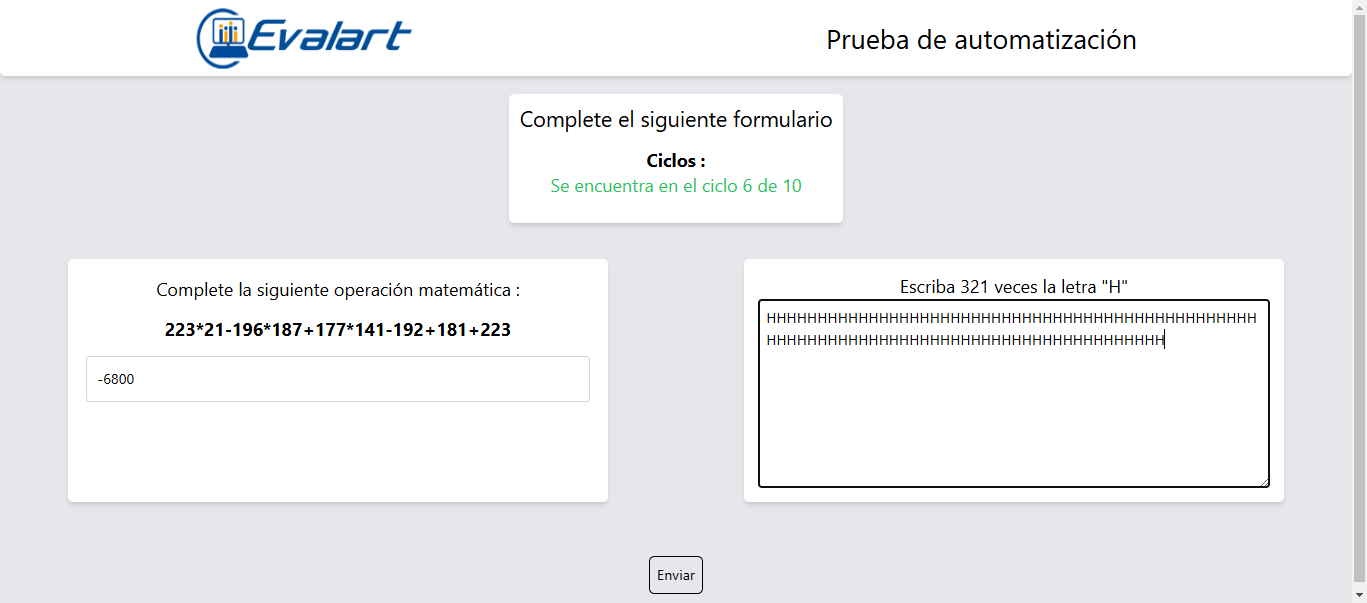 Evalart
Prueba de automatización
Complete el siguiente formulario
Ciclos :
Se encuentra en el ciclo 6 de 10
Complete la siguiente operación matemática :
223*21-196*187+177*141-192+181+223
-6800
Escriba 321 veces la letra "H"
HHHHHHHHHHHHHHHHHHHHHHHHHHHHHHHHHHHHHHHHHHHHHHHH
HHHHHHHHHHHHHHHHHHHHHHHHHHHHHHHHHHHHHHH
Enviar